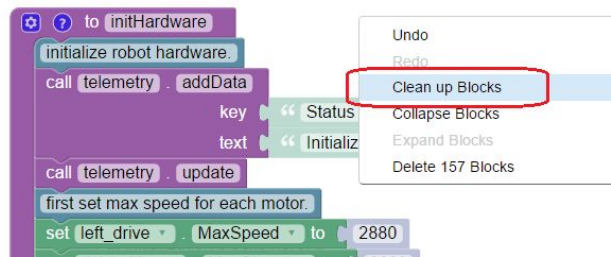 ? to initHardware
initialize robot hardware.
call telemetry . addData
key “ Status
text “ Initializ
call telemetry . update
first set max speed for each motor.
set left_drive . MaxSpeed to 2880
Undo
Redo
Clean up Blocks
Collapse Blocks
Expand Blocks
Delete 157 Blocks